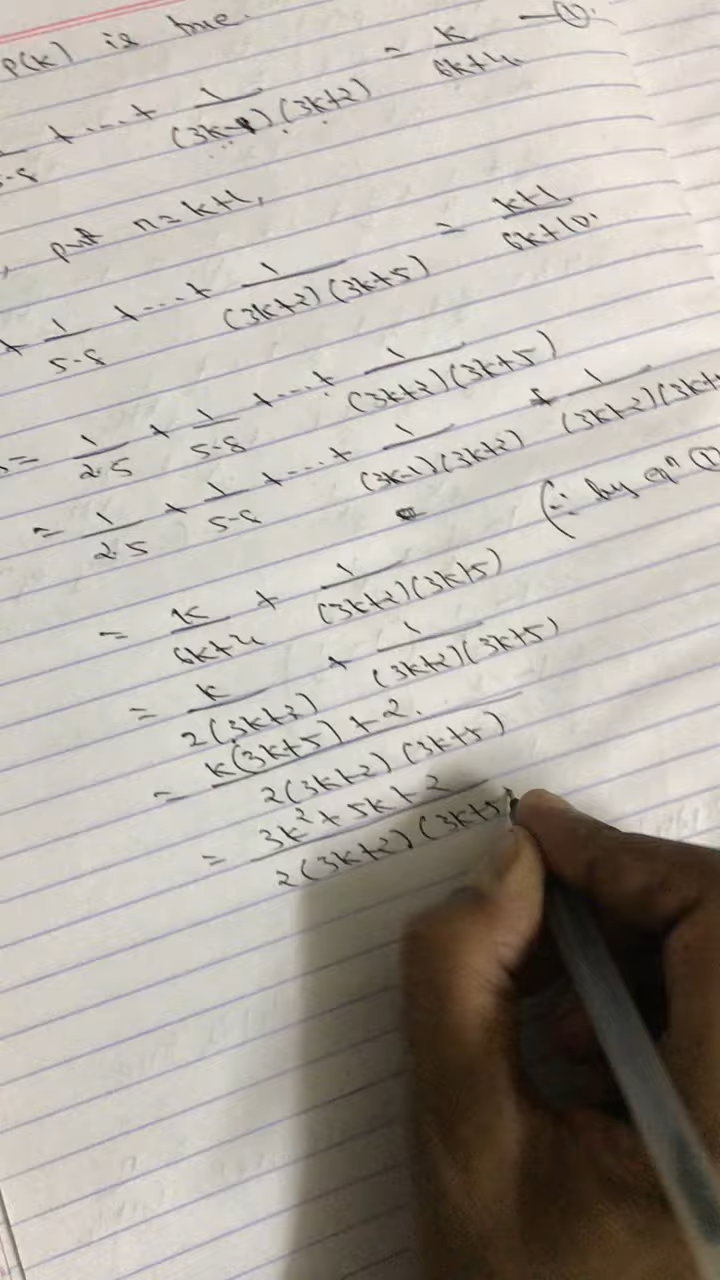 P(k) is true.
+ ... + 1/((3k-1)(3k+2)) = k/(6k+4) — ①.
5·8
put n=k+1,
+ 1/(5·8) + ... + 1/((3k+2)(3k+5)) = (k+1)/(6k+10).
= 1/(2·5) + 1/(5·8) + ... + 1/((3k+2)(3k+5))
= 1/(2·5) + 1/(5·8) + ... + 1/((3k-1)(3k+2)) + 1/((3k+2)(3k+
(∵ by eqⁿ ①
= k/(6k+4) + 1/((3k+2)(3k+5))
= k/(2(3k+2)) + 1/((3k+2)(3k+5))
= (k(3k+5)+2.)/(2(3k+2)(3k+5))
= (3k²+5k+2)/(2(3k+2)(3k+5)